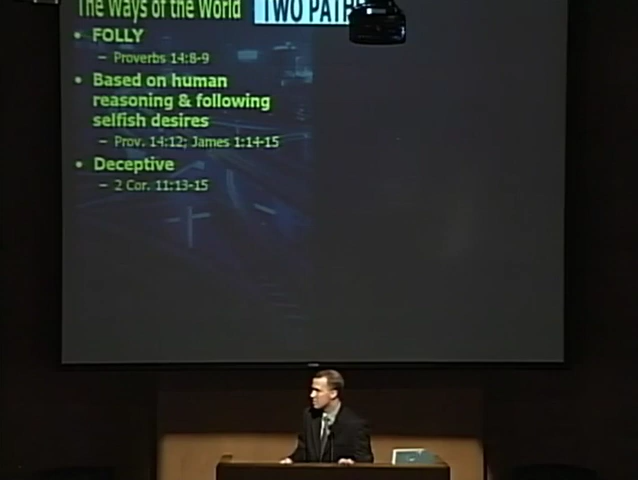 The Ways of the World TWO PATHS
• FOLLY
– Proverbs 14:8-9
• Based on human
reasoning & following
selfish desires
– Prov. 14:12; James 1:14-15
• Deceptive
– 2 Cor. 11:13-15